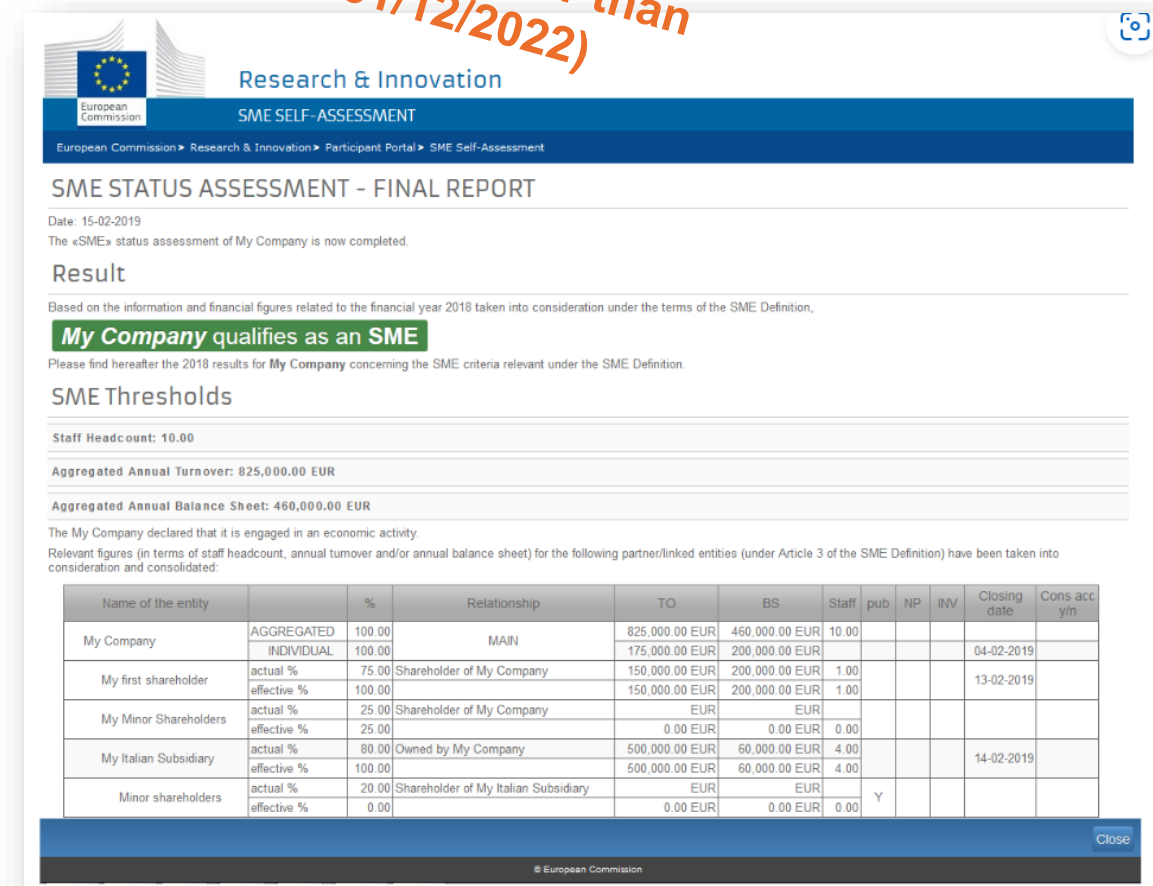 than
/12/2022)
European
Commission
Research & Innovation
SME SELF-ASSESSMENT
European Commission> Research & Innovation> Participant Portal> SME Self-Assessment
SME STATUS ASSESSMENT - FINAL REPORT
Date: 15-02-2019
The «SME» status assessment of My Company is now completed.
Result
Based on the information and financial figures related to the financial year 2018 taken into consideration under the terms of the SME Definition,
My Company qualifies as an SME
Please find hereafter the 2018 results for My Company concerning the SME criteria relevant under the SME Definition.
SME Thresholds
Staff Headcount: 10.00
Aggregated Annual Turnover: 825,000.00 EUR
Aggregated Annual Balance Sheet: 460,000.00 EUR
The My Company declared that it is engaged in an economic activity.
Relevant figures (in terms of staff headcount, annual turnover and/or annual balance sheet) for the following partner/linked entities (under Article 3 of the SME Definition) have been taken into
consideration and consolidated:
Name of the entity % Relationship TO BS Staff pub NP INV Closing date Cons acc y/n
My Company AGGREGATED 100.00 MAIN 825,000.00 EUR 460,000.00 EUR 10.00
INDIVIDUAL 100.00 175,000.00 EUR 200,000.00 EUR 04-02-2019
My first shareholder actual % 75.00 Shareholder of My Company 150,000.00 EUR 200,000.00 EUR 1.00 13-02-2019
effective % 100.00 150,000.00 EUR 200,000.00 EUR 1.00
My Minor Shareholders actual % 25.00 Shareholder of My Company EUR EUR
effective % 25.00 0.00 EUR 0.00 EUR 0.00
My Italian Subsidiary actual % 80.00 Owned by My Company 500,000.00 EUR 60,000.00 EUR 4.00 14-02-2019
effective % 100.00 500,000.00 EUR 60,000.00 EUR 4.00
Minor shareholders actual % 20.00 Shareholder of My Italian Subsidiary EUR EUR Y
effective % 0.00 0.00 EUR 0.00 EUR 0.00
Close
© European Commission